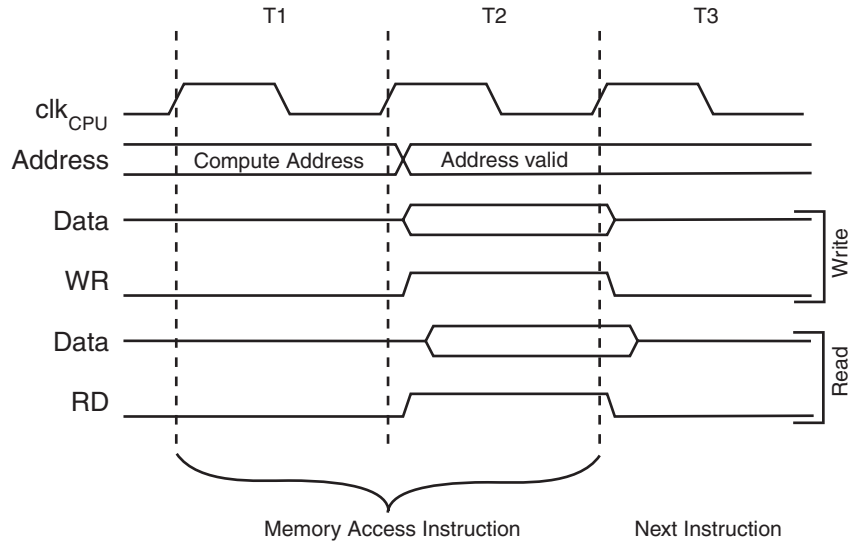 T1 T2 T3
clkCPU
Address Compute Address Address valid
Data
WR
Write
Data
RD
Read
Memory Access Instruction Next Instruction